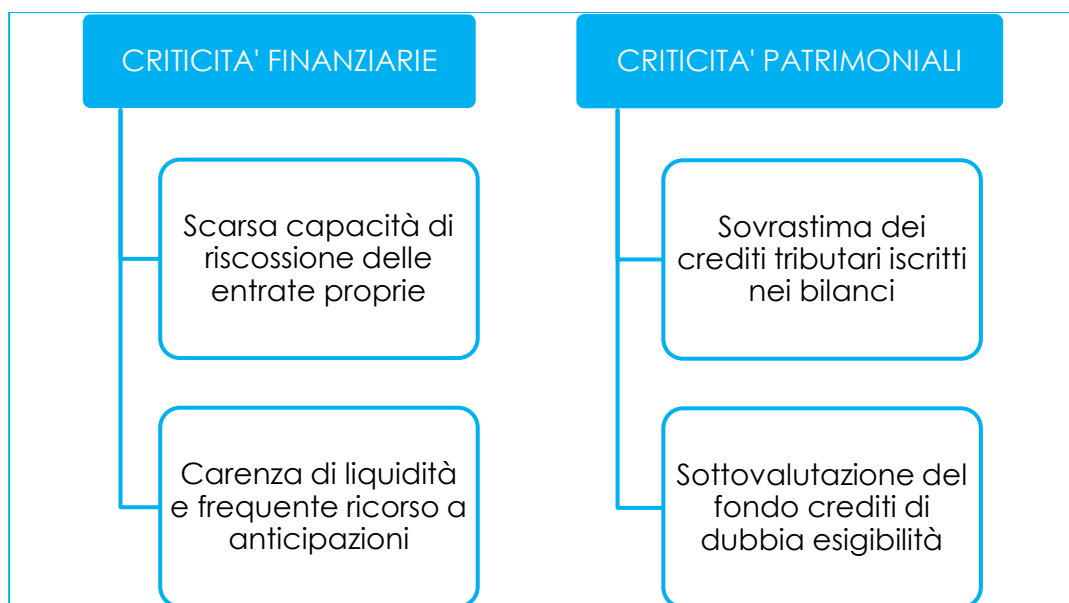 CRITICITA' FINANZIARIE
Scarsa capacità di
riscossione delle
entrate proprie
Carenza di liquidità
e frequente ricorso a
anticipazioni
CRITICITA' PATRIMONIALI
Sovrastima dei
crediti tributari iscritti
nei bilanci
Sottovalutazione del
fondo crediti di
dubbia esigibilità